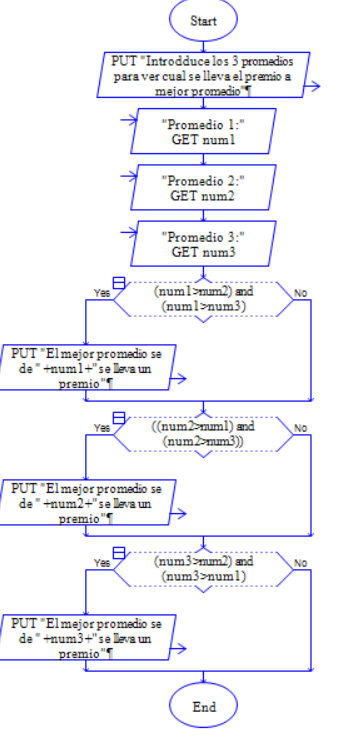 Start
PUT "Introdduce los 3 promedios
para ver cual se lleva el premio a
mejor promedio"¶
"Promedio 1:"
GET num1
"Promedio 2:"
GET num2
"Promedio 3:"
GET num3
Yes
(num1>num2) and
(num1>num3)
No
PUT "El mejor promedio se
de " +num1+" se lleva un
premio"¶
Yes
((num2>num1) and
(num2>num3))
No
PUT "El mejor promedio se
de " +num2+" se lleva un
premio"¶
Yes
(num3>num2) and
(num3>num1)
No
PUT "El mejor promedio se
de " +num3+" se lleva un
premio"¶
End